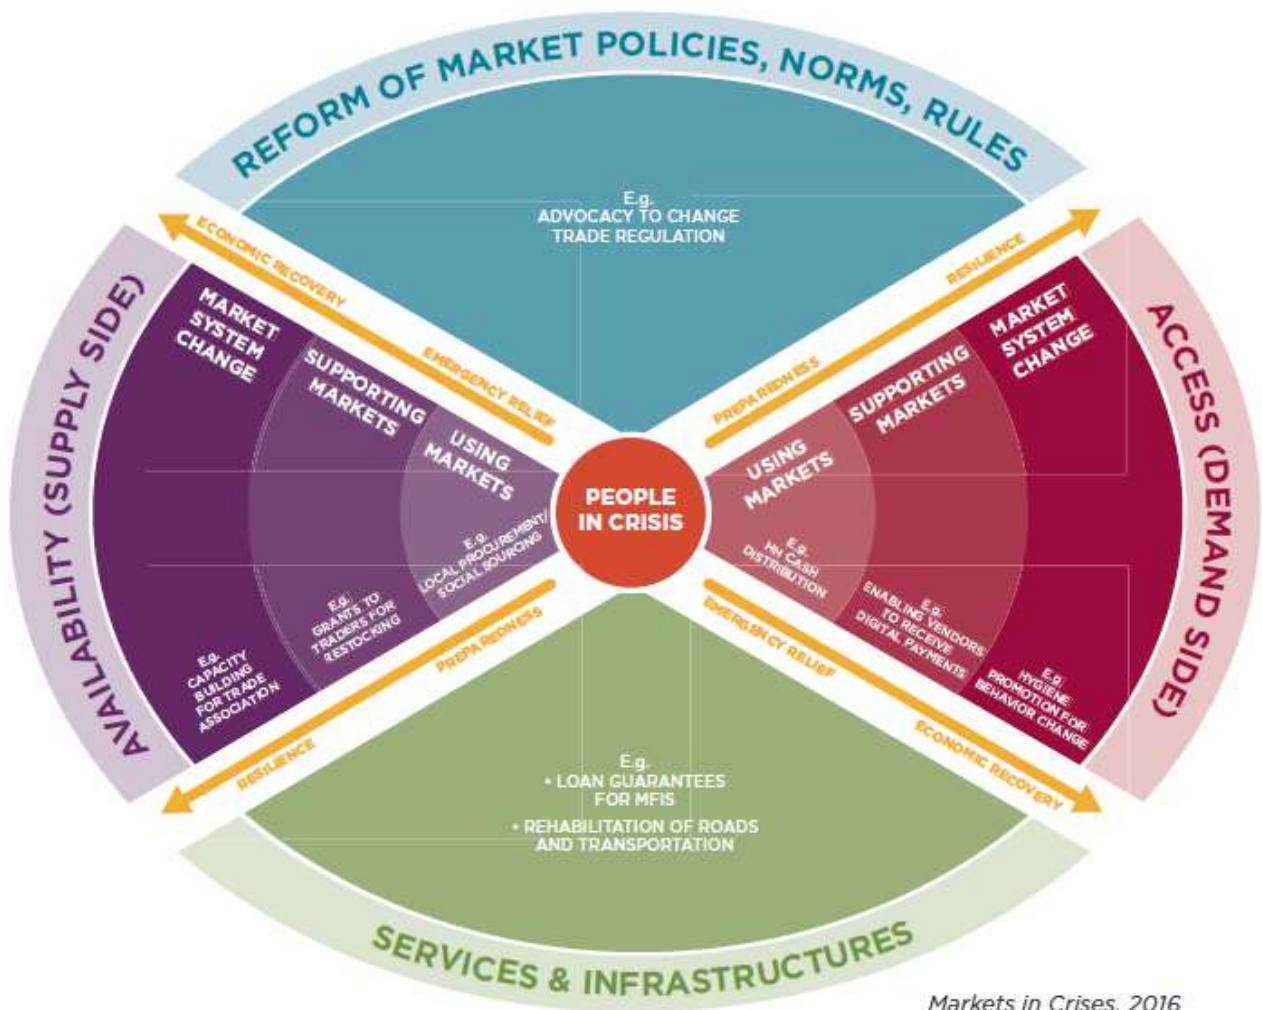 REFORM OF MARKET POLICIES, NORMS, RULES
E.g.
ADVOCACY TO CHANGE
TRADE REGULATION
ECONOMIC RECOVERY
EMERGENCY RELIEF
PREPAREDNESS
RESILIENCE
AVAILABILITY (SUPPLY SIDE)
MARKET
SYSTEM
CHANGE
SUPPORTING
MARKETS
USING
MARKETS
E.g.
LOCAL PROCUREMENT/
SOCIAL SOURCING
E.g.
GRANTS TO
TRADERS FOR
RESTOCKING
E.g.
CAPACITY
BUILDING
FOR TRADE
ASSOCIATION
PEOPLE
IN CRISIS
USING
MARKETS
SUPPORTING
MARKETS
MARKET
SYSTEM
CHANGE
E.g.
HH CASH
DISTRIBUTION
E.g.
ENABLING VENDORS
TO RECEIVE
DIGITAL PAYMENTS
E.g.
HYGIENE
PROMOTION FOR
BEHAVIOR CHANGE
ACCESS (DEMAND SIDE)
RESILIENCE
PREPAREDNESS
EMERGENCY RELIEF
ECONOMIC RECOVERY
E.g.
• LOAN GUARANTEES
FOR MFIS
• REHABILITATION OF ROADS
AND TRANSPORTATION
SERVICES & INFRASTRUCTURES
Markets in Crises, 2016